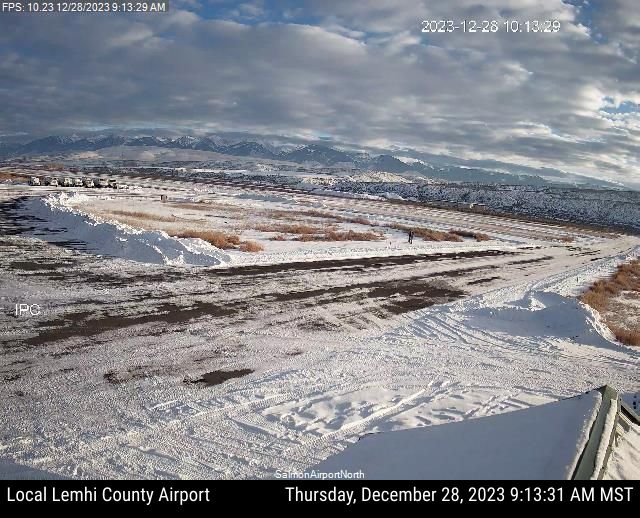 FPS: 10.23 12/28/2023 9:13:29 AM
2023-12-28 10:13:29
IPC
SalmonAirportNorth
Local Lemhi County Airport Thursday, December 28, 2023 9:13:31 AM MST